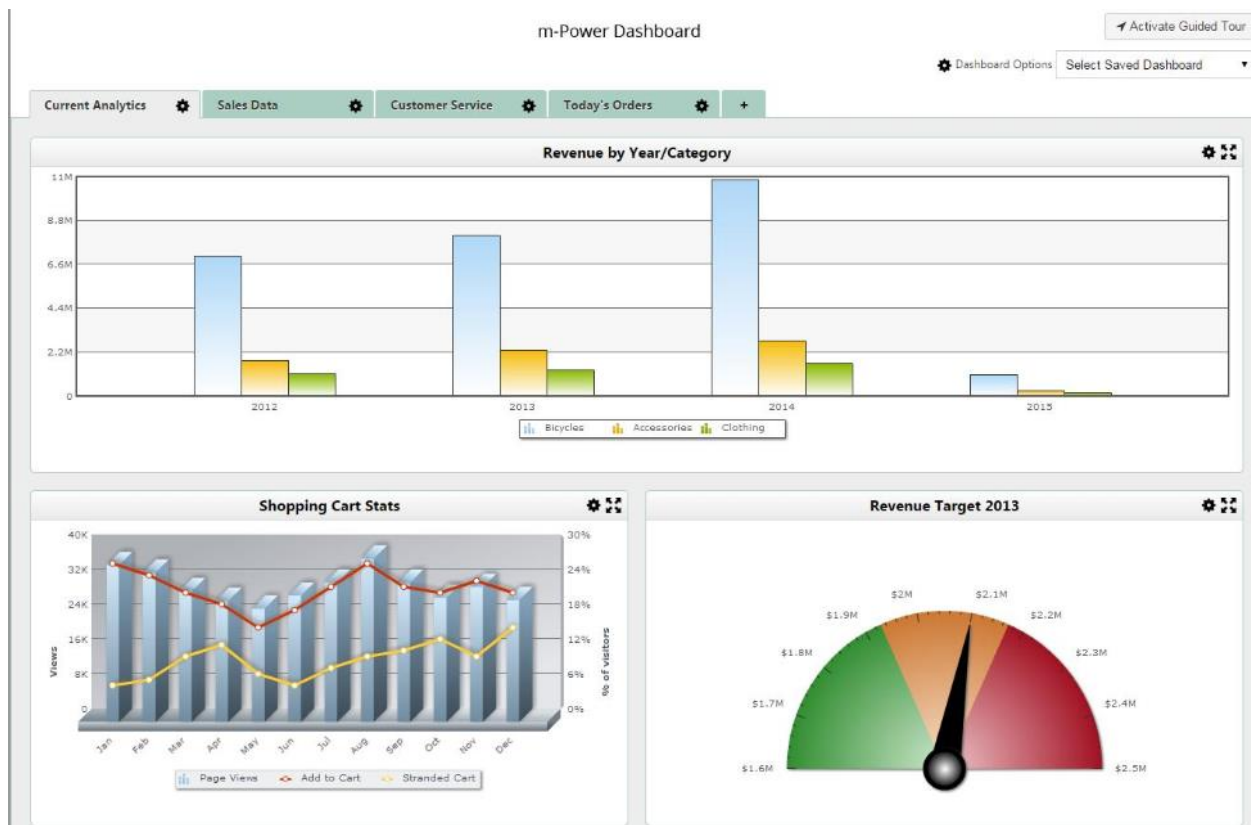 m-Power Dashboard
Activate Guided Tour
Dashboard Options Select Saved Dashboard
Current Analytics Sales Data Customer Service Today's Orders +
Revenue by Year/Category
11M
8.8M
6.6M
4.4M
2.2M
0
2012 2013 2014 2015
Bicycles Accessories Clothing
Shopping Cart Stats
40K 30%
32K 24%
24K 18%
16K 12%
8K 6%
0 0%
Views
% of visitors
Jan Feb Mar Apr May Jun Jul Aug Sep Oct Nov Dec
Page Views Add to Cart Stranded Cart
Revenue Target 2013
$1.6M
$1.7M
$1.8M
$1.9M
$2M
$2.1M
$2.2M
$2.3M
$2.4M
$2.5M